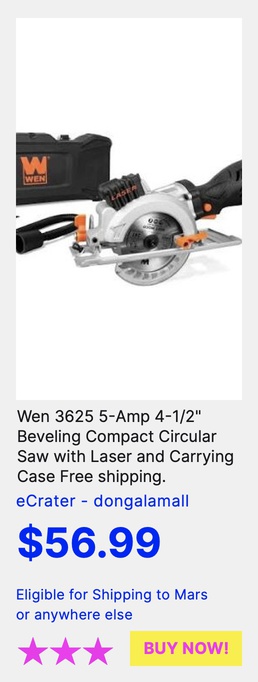 WEN
LASER
Wen 3625 5-Amp 4-1/2"
Beveling Compact Circular
Saw with Laser and Carrying
Case Free shipping.
eCrater - dongalamall
$56.99
Eligible for Shipping to Mars
or anywhere else
BUY NOW!